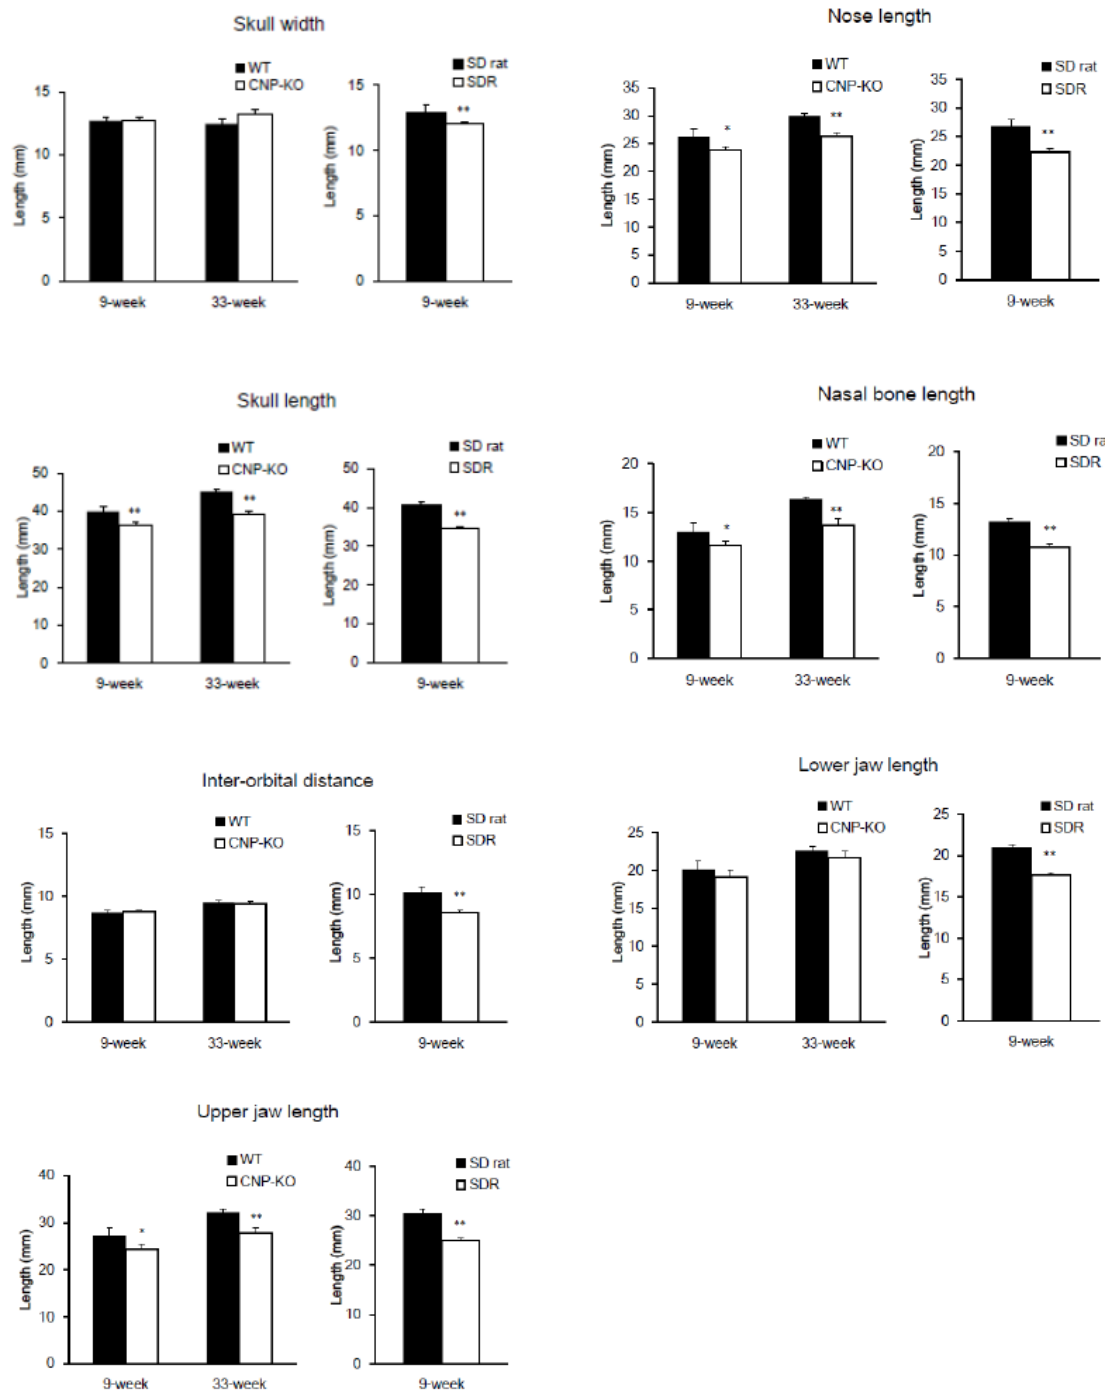 Skull width
WT
CNP-KO
15
10
5
0
Length (mm)
9-week
33-week
SD rat
SDR
**
15
10
5
0
Length (mm)
9-week
Nose length
WT
CNP-KO
*
**
35
30
25
20
15
10
5
0
Length (mm)
9-week
33-week
SD rat
SDR
**
35
30
25
20
15
10
5
0
Length (mm)
9-week
Skull length
WT
CNP-KO
**
**
50
40
30
20
10
0
Length (mm)
9-week
33-week
SD rat
SDR
**
50
40
30
20
10
0
Length (mm)
9-week
Nasal bone length
WT
CNP-KO
*
**
20
15
10
5
0
Length (mm)
9-week
33-week
SD rat
SDR
**
20
15
10
5
0
Length (mm)
9-week
Inter-orbital distance
WT
CNP-KO
15
10
5
0
Length (mm)
9-week
33-week
SD rat
SDR
**
15
10
5
0
Length (mm)
9-week
Lower jaw length
WT
CNP-KO
25
20
15
10
5
0
Length (mm)
9-week
33-week
SD rat
SDR
**
25
20
15
10
5
0
Length (mm)
9-week
Upper jaw length
WT
CNP-KO
*
**
40
30
20
10
0
Length (mm)
9-week
33-week
SD rat
SDR
**
40
30
20
10
0
Length (mm)
9-week